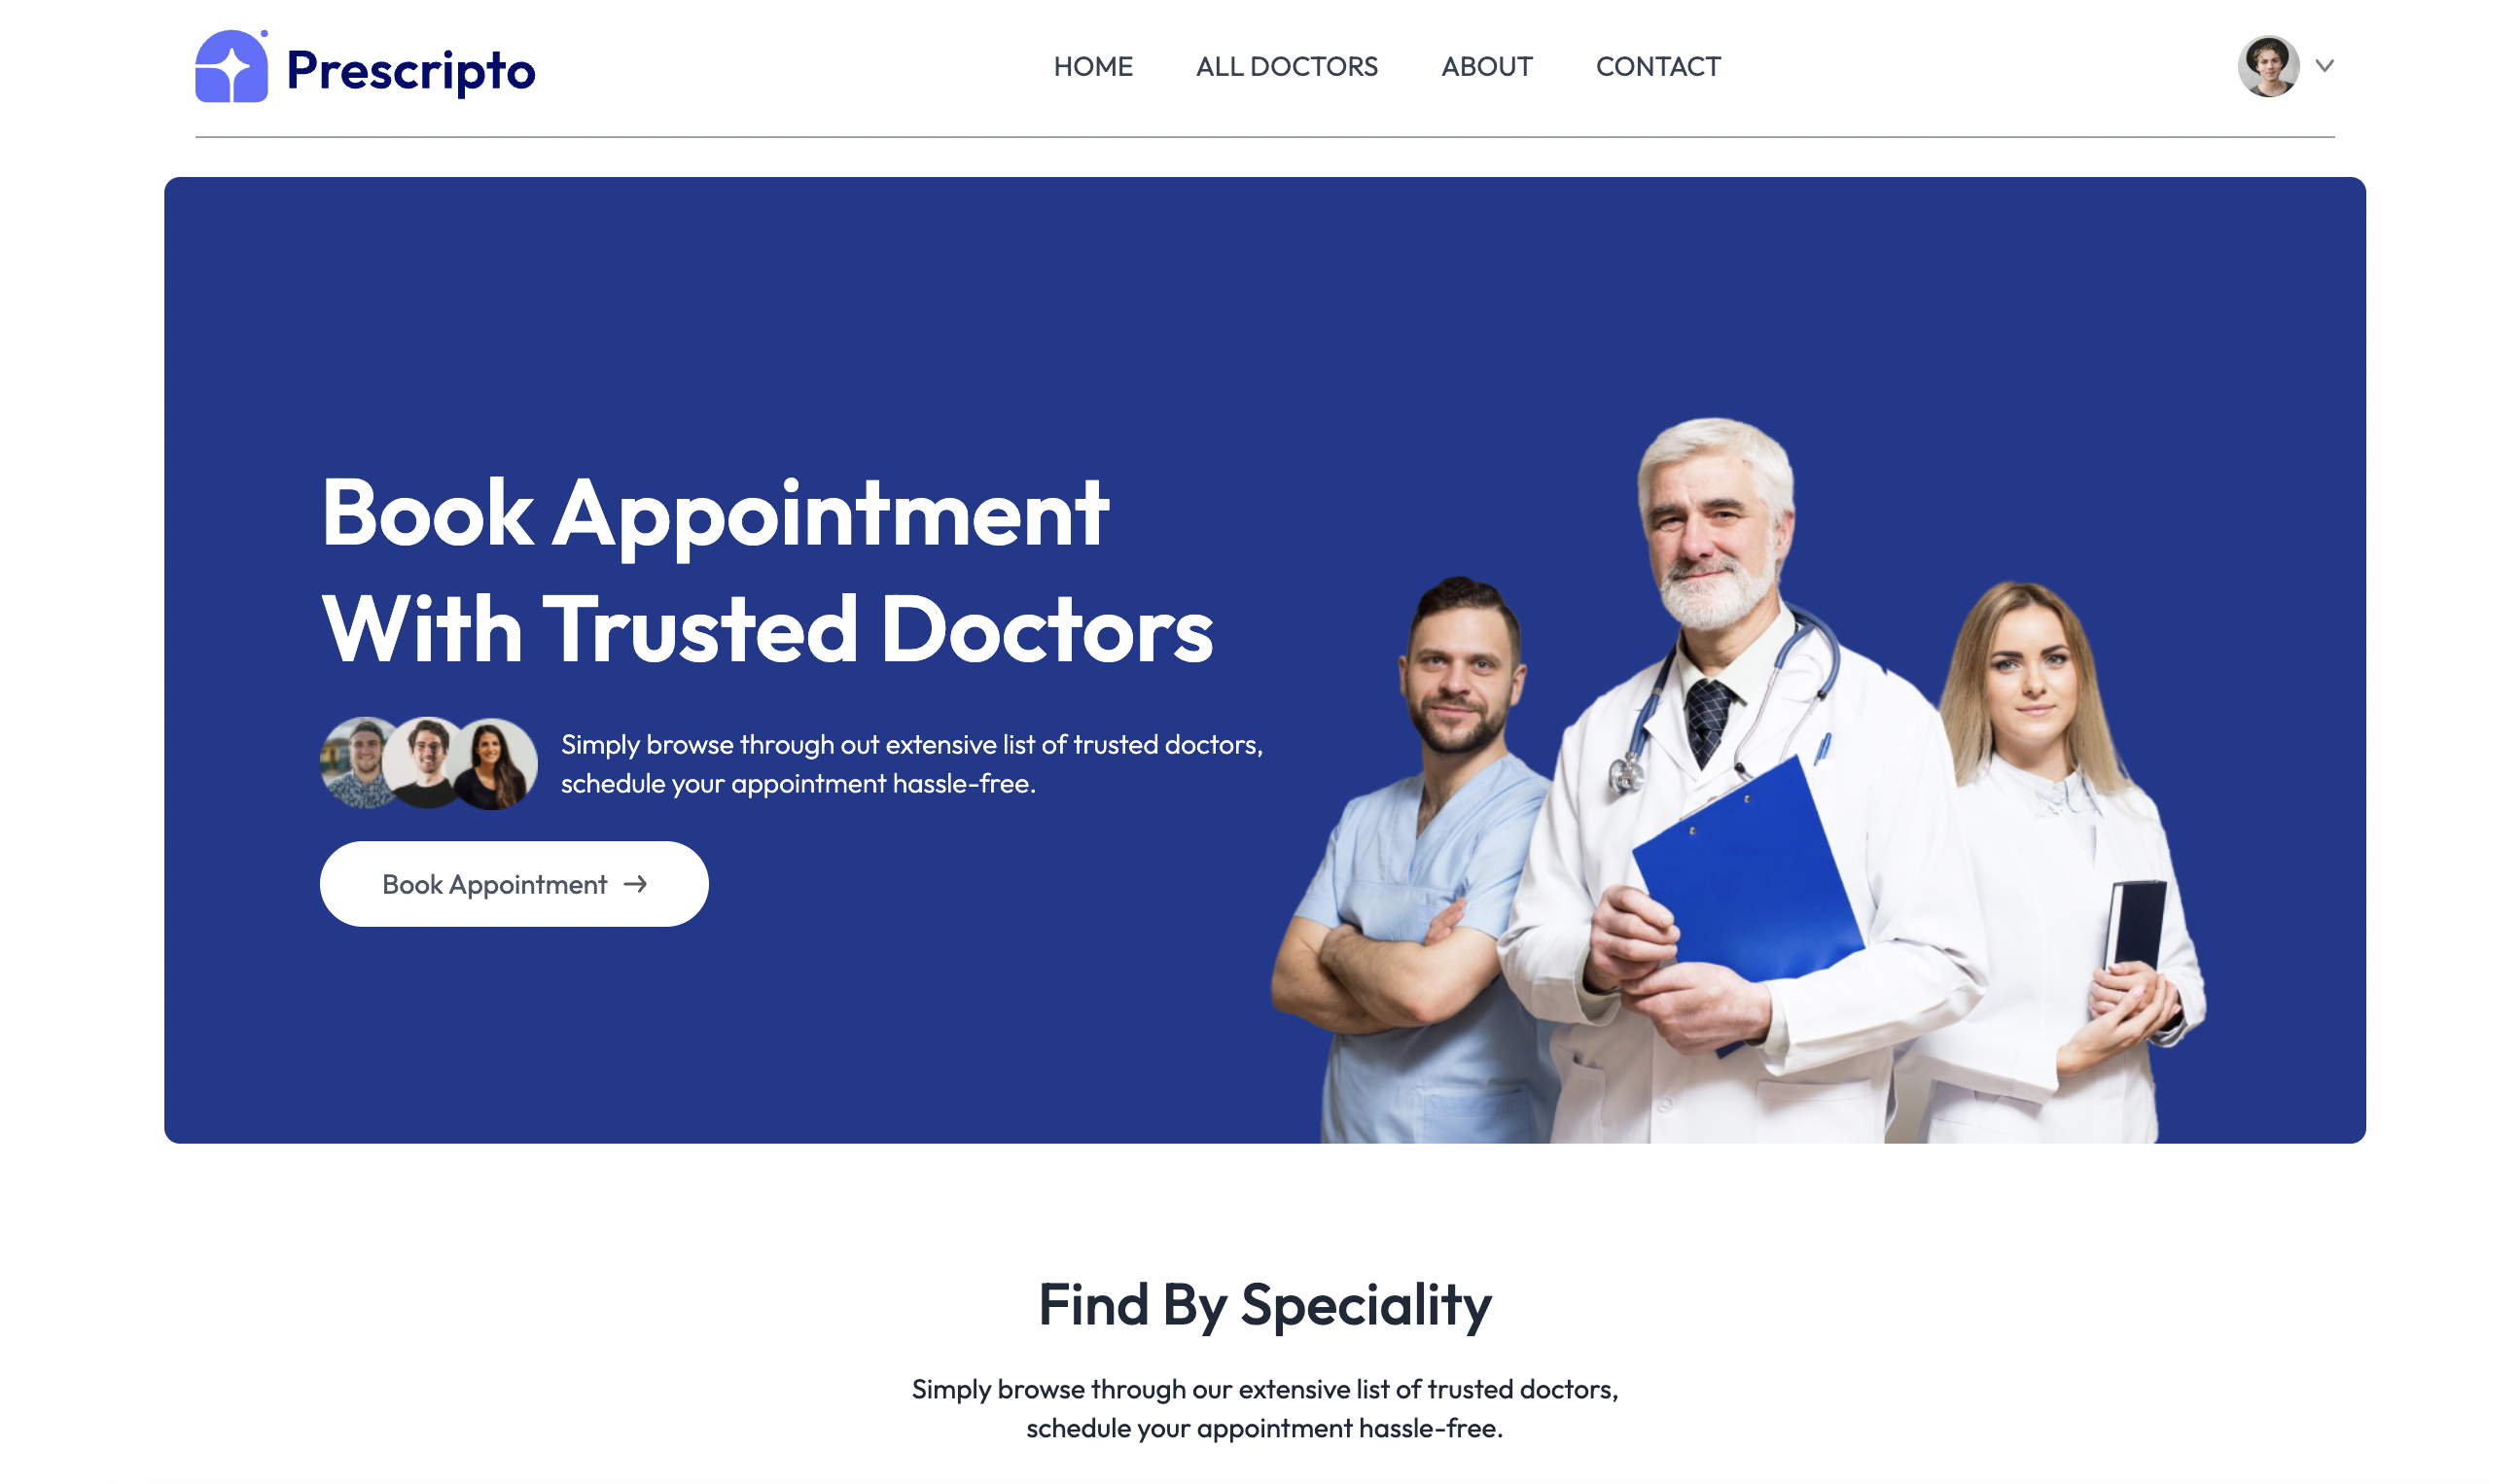 Prescripto
HOME
ALL DOCTORS
ABOUT
CONTACT
Book Appointment
With Trusted Doctors
Simply browse through out extensive list of trusted doctors,
schedule your appointment hassle-free.
Book Appointment
Find By Speciality
Simply browse through our extensive list of trusted doctors,
schedule your appointment hassle-free.